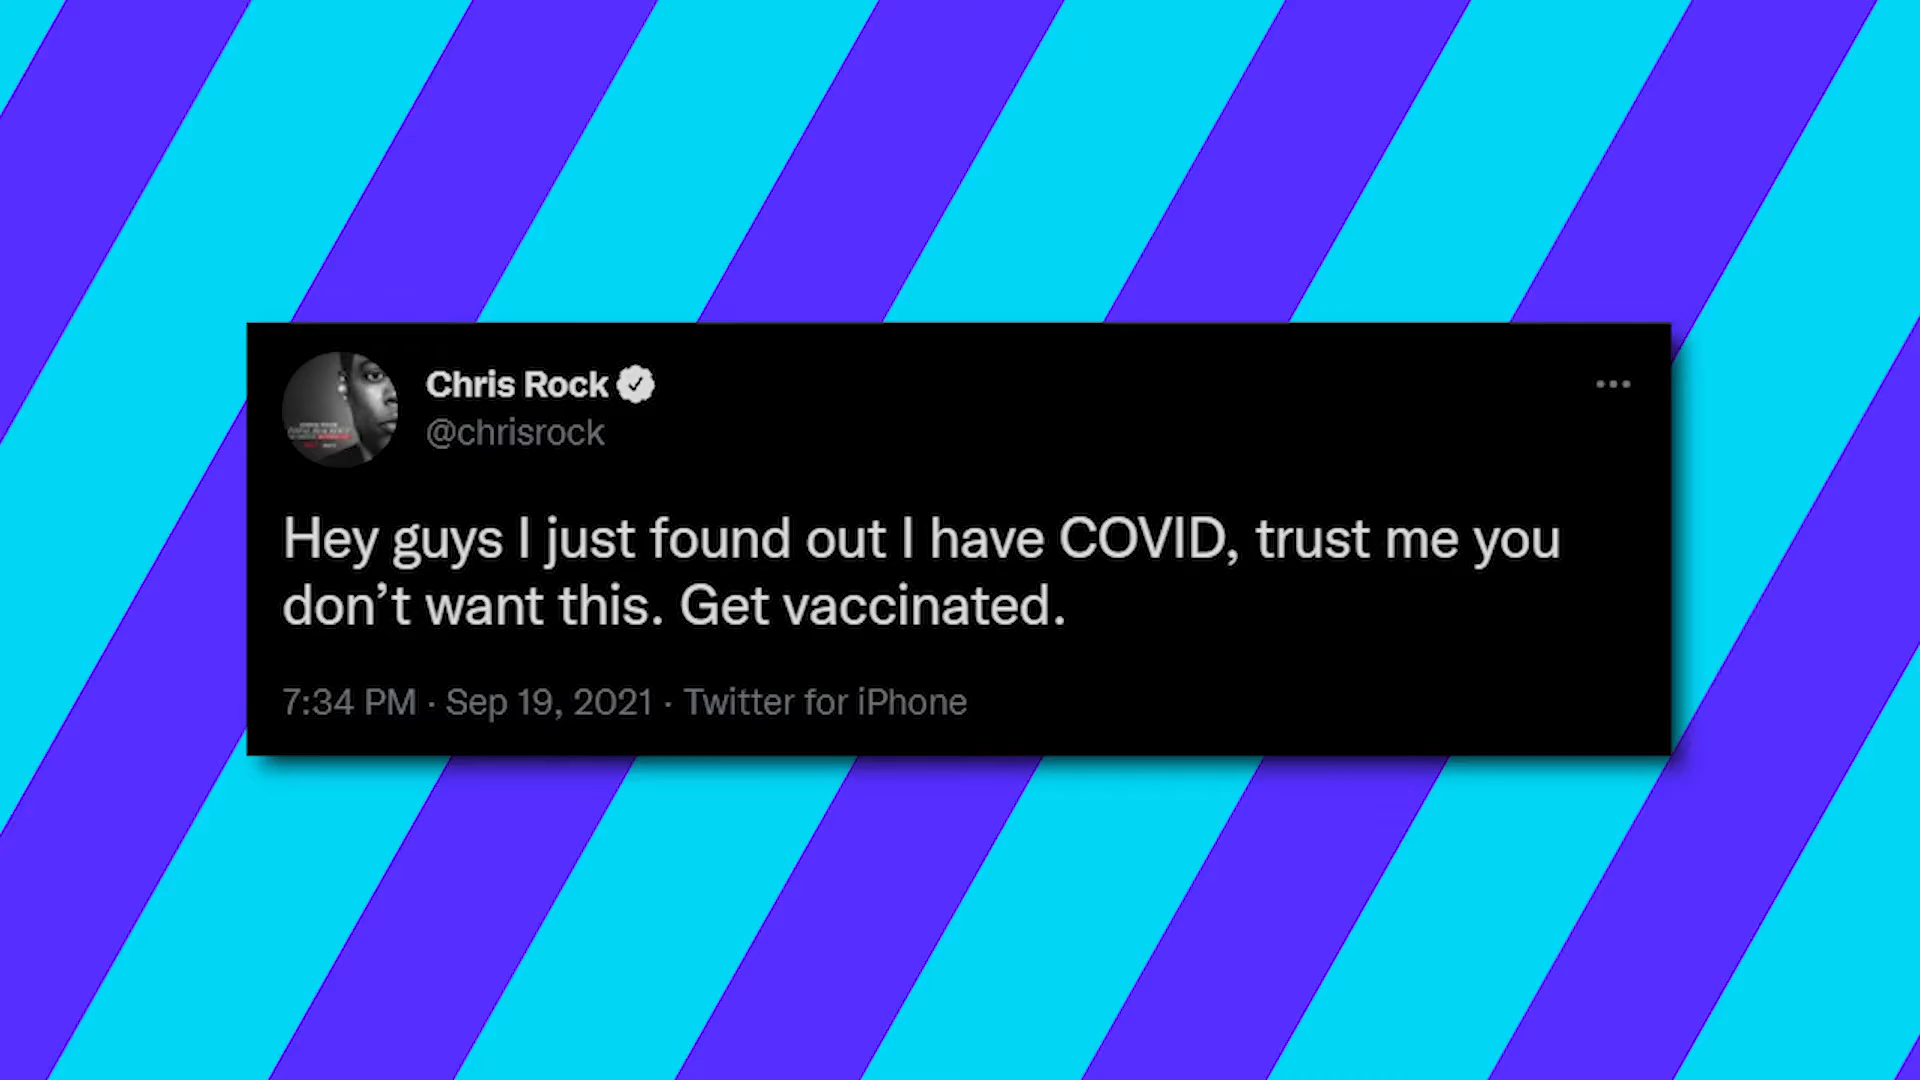 Chris Rock
@chrisrock
Hey guys I just found out I have COVID, trust me you
don’t want this. Get vaccinated.
7:34 PM · Sep 19, 2021 · Twitter for iPhone